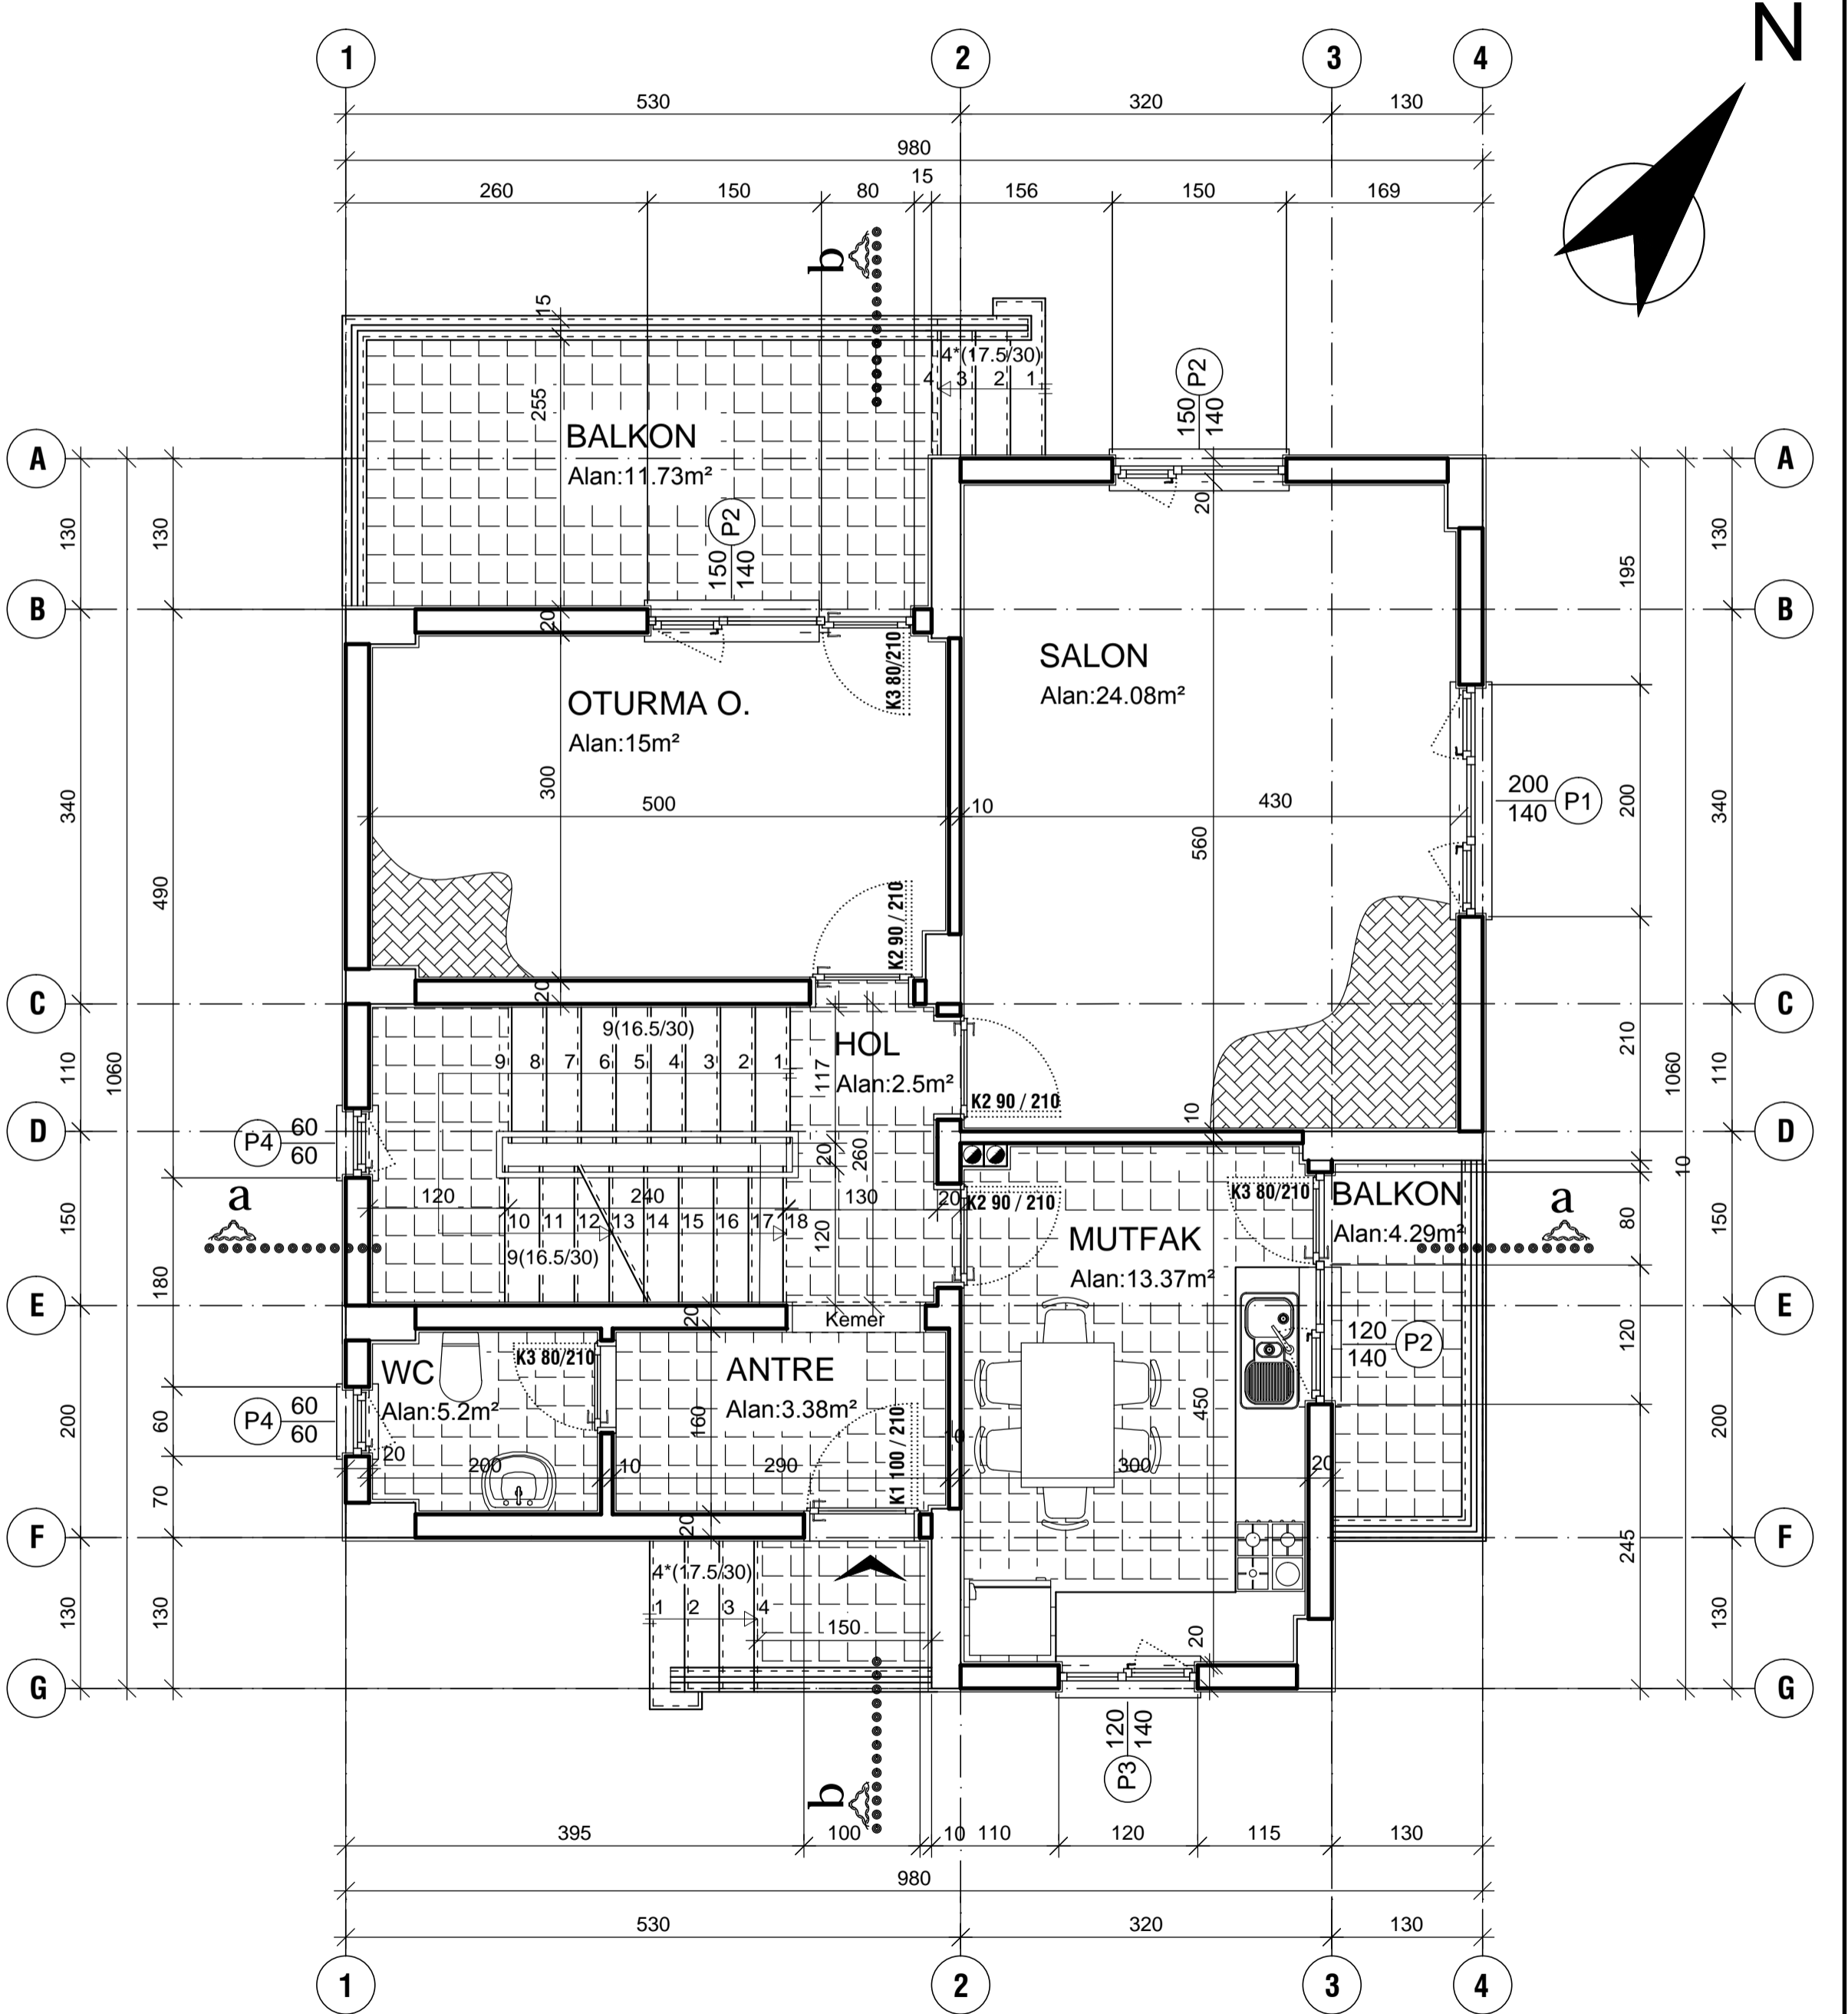 N
1
2
3
4
530
320
130
980
15
260
150
80
156
150
169
b
15
4*(17.5/30)
4 3 2 1
P2
150
140
255
BALKON
Alan:11.73m²
A
A
130
130
20
130
195
P2
150
140
B
B
20
K3 80/210
SALON
Alan:24.08m²
OTURMA O.
Alan:15m²
300
500
10
430
560
200
140
P1
200
340
340
490
K2 90 / 210
20
C
C
9(16.5/30)
9 8 7 6 5 4 3 2 1
HOL
Alan:2.5m²
117
K2 90 / 210
10
210
110
1060
1060
110
D
D
P4
60
60
20
260
10
a
120
240
130
20
K2 90 / 210
K3 80/210
BALKON
Alan:4.29m²
a
10 11 12 13 14 15 16 17 18
9(16.5/30)
120
MUTFAK
Alan:13.37m²
150
180
80
150
E
E
20
Kemer
120
140
P2
120
WC
Alan:5.2m²
K3 80/210
ANTRE
Alan:3.38m²
160
K1 100 / 210
450
P4
60
60
200
60
200
20
200
10
290
300
20
70
F
F
20
245
4*(17.5/30)
1 2 3 4
150
130
130
20
130
G
G
120
140
P3
b
395
100
10
110
120
115
130
980
530
320
130
1
2
3
4